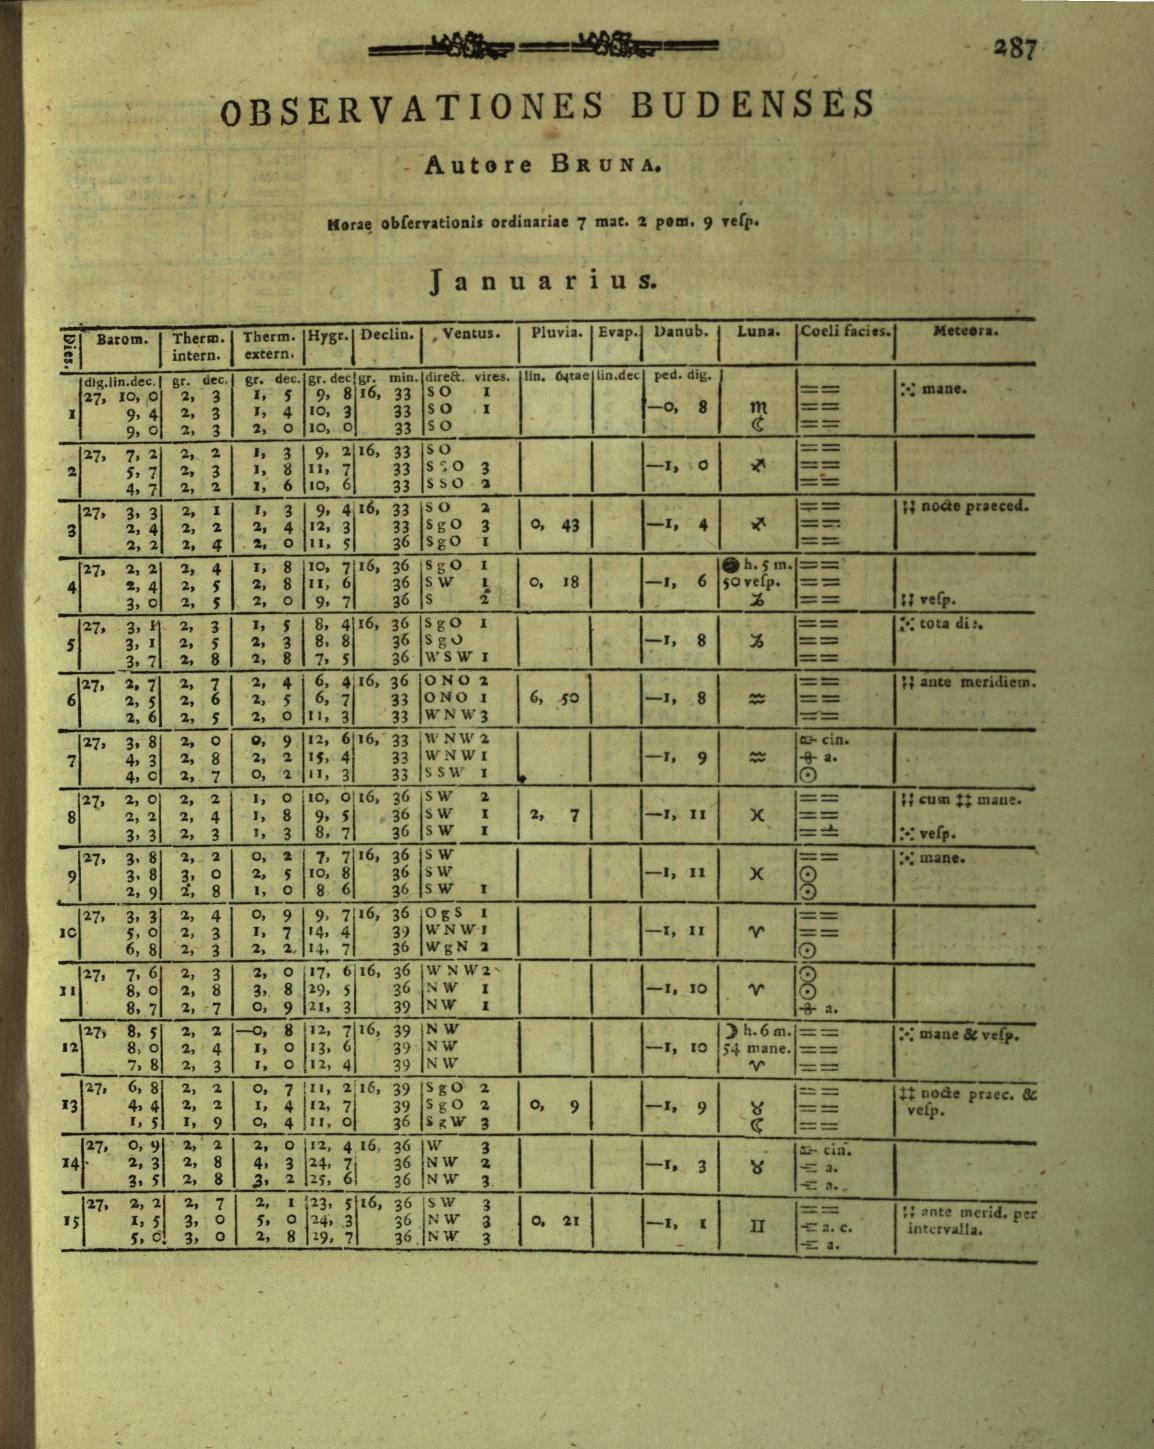 287
OBSERVATIONES BUDENSES
Autore BRUNA.
Horae obſervationis ordinariae 7 mat. 2 pom. 9 veſp.
Januarius.
Dies. | Barom. | Therm. intern. | Therm. extern. | Hygr. | Declin. | Ventus. | Pluvia. | Evap. | Danub. | Luna. | Coeli facies. | Meteora.
dig.lin.dec. | gr. dec. | gr. dec. | gr. dec | gr. min. | direct. vires. | lin. 64tae | lin.dec | ped. dig.
27, 10, 0 | 2, 3 | 1, 5 | 9, 8 | 16, 33 | SO 1 | == | ⁙ mane.
1 | 9, 4 | 2, 3 | 1, 4 | 10, 3 | 33 | SO 1 | —0, 8 | ♏ | ==
9, 0 | 2, 3 | 2, 0 | 10, 0 | 33 | SO | ☾ | ==
27, 7, 2 | 2, 2 | 1, 3 | 9, 2 | 16, 33 | SO | ==
2 | 5, 7 | 2, 3 | 1, 8 | 11, 7 | 33 | SSO 3 | —1, 0 | ♐ | ==
4, 7 | 2, 2 | 1, 6 | 10, 6 | 33 | SSO 2 | ==
27, 3, 3 | 2, 1 | 1, 3 | 9, 4 | 16, 33 | SO 2 | == | ⁞⁞ nocte praeced.
3 | 2, 4 | 2, 2 | 2, 4 | 12, 3 | 33 | SgO 3 | 0, 43 | —1, 4 | ♐ | ==
2, 2 | 2, 4 | 2, 0 | 11, 5 | 36 | SgO 1 | ==
27, 2, 2 | 2, 4 | 1, 8 | 10, 7 | 16, 36 | SgO 1 | ● h. 5 m. | ==
4 | 2, 4 | 2, 5 | 2, 8 | 11, 6 | 36 | SW 1 | 0, 18 | —1, 6 | 50 veſp. | ==
3, 0 | 2, 5 | 2, 0 | 9, 7 | 36 | S 2 | ♑ | == | ⁞⁞ veſp.
27, 3, 1 | 2, 3 | 1, 5 | 8, 4 | 16, 36 | SgO 1 | == | ⁙ tota die.
5 | 3, 1 | 2, 5 | 2, 3 | 8, 8 | 36 | SgO | —1, 8 | ♑ | ==
3, 7 | 2, 8 | 2, 8 | 7, 5 | 36 | WSW 1 | ==
27, 2, 7 | 2, 7 | 2, 4 | 6, 4 | 16, 36 | ONO 2 | == | ⁞⁞ ante meridiem.
6 | 2, 5 | 2, 6 | 2, 5 | 6, 7 | 33 | ONO 1 | 6, 50 | —1, 8 | ♒ | ==
2, 6 | 2, 5 | 2, 0 | 11, 3 | 33 | WNW 3 | ==
27, 3, 8 | 2, 0 | 0, 9 | 12, 6 | 16, 33 | WNW 2 | cin.
7 | 4, 3 | 2, 8 | 2, 2 | 15, 4 | 33 | WNW 1 | —1, 9 | ♒ | a.
4, 0 | 2, 7 | 0, 2 | 11, 3 | 33 | SSW 1 | ☉
27, 2, 0 | 2, 2 | 1, 0 | 10, 0 | 16, 36 | SW 2 | == | ⁞⁞ cum ‡‡ mane.
8 | 2, 2 | 2, 4 | 1, 8 | 9, 5 | 36 | SW 1 | 2, 7 | —1, 11 | ♓ | ==
3, 3 | 2, 3 | 1, 3 | 8, 7 | 36 | SW 1 | == | ⁙ veſp.
27, 3, 8 | 2, 2 | 0, 2 | 7, 7 | 16, 36 | SW | == | ⁙ mane.
9 | 3, 8 | 3, 0 | 2, 5 | 10, 8 | 36 | SW | —1, 11 | ♓ | ☉
2, 9 | 2, 8 | 1, 0 | 8 6 | 36 | SW 1 | ☉
27, 3, 3 | 2, 4 | 0, 9 | 9, 7 | 16, 36 | OgS 1 | ==
10 | 5, 0 | 2, 3 | 1, 7 | 14, 4 | 39 | WNW 1 | —1, 11 | ♈ | ==
6, 8 | 2, 3 | 2, 2 | 14, 7 | 36 | WgN 2 | ☉
27, 7, 6 | 2, 3 | 2, 0 | 17, 6 | 16, 36 | WNW 2 | ☉
11 | 8, 0 | 2, 8 | 3, 8 | 29, 5 | 36 | NW 1 | —1, 10 | ♈ | ☉
8, 7 | 2, 7 | 0, 9 | 21, 3 | 39 | NW 1 | a.
27, 8, 5 | 2, 2 | —0, 8 | 12, 7 | 16, 39 | NW | ☽ h. 6 m. | == | ⁙ mane & veſp.
12 | 8, 0 | 2, 4 | 1, 0 | 13, 6 | 39 | NW | —1, 10 | 54 mane. | ==
7, 8 | 2, 3 | 1, 0 | 12, 4 | 39 | NW | ♈ | ==
27, 6, 8 | 2, 2 | 0, 7 | 11, 2 | 16, 39 | SgO 2 | == | ‡‡ nocte praec. &
13 | 4, 4 | 2, 2 | 1, 4 | 12, 7 | 39 | SgO 2 | 0, 9 | —1, 9 | ♉ | == | veſp.
1, 5 | 1, 9 | 0, 4 | 11, 0 | 36 | SgW 3 | ☾ | ==
27, 0, 9 | 2, 2 | 2, 0 | 12, 4 | 16, 36 | W 3 | cin.
14 | 2, 3 | 2, 8 | 4, 3 | 24, 7 | 36 | NW 2 | —1, 3 | ♉ | a.
3, 5 | 2, 8 | 3, 2 | 25, 6 | 36 | NW 3 | a.
27, 2, 2 | 2, 7 | 2, 1 | 23, 5 | 16, 36 | SW 3 | == | ⁞⁞ ante merid. per
15 | 1, 5 | 3, 0 | 5, 0 | 24, 3 | 36 | NW 3 | 0, 21 | —1, 1 | ♊ | a. c. | intervalla.
5, 0 | 3, 0 | 2, 8 | 29, 7 | 36 | NW 3 | a.